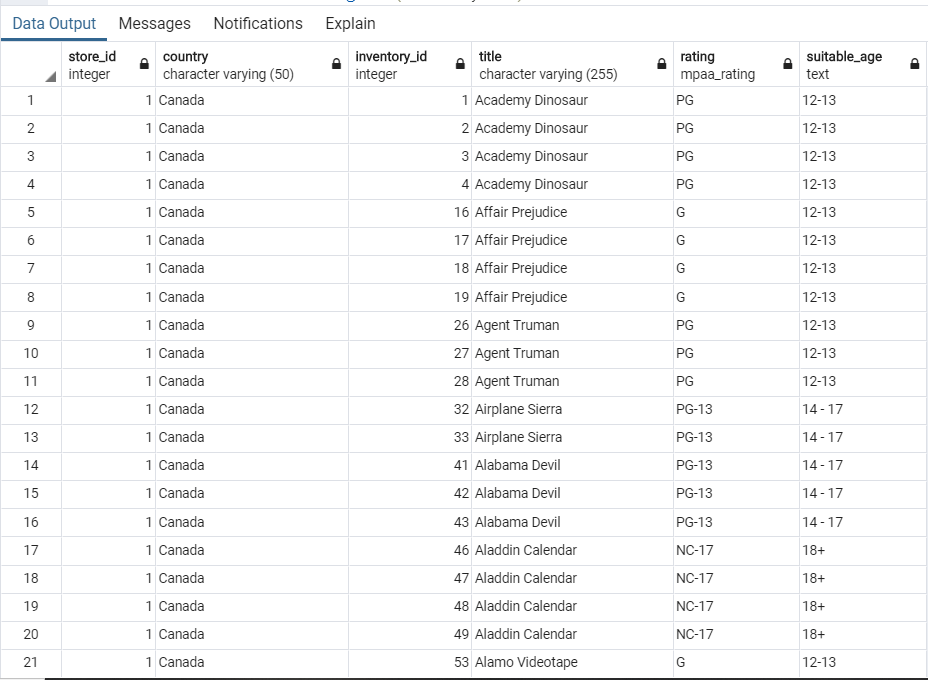 Data Output Messages Notifications Explain
store_id country inventory_id title rating suitable_age
integer character varying (50) integer character varying (255) mpaa_rating text
1 1 Canada 1 Academy Dinosaur PG 12-13
2 1 Canada 2 Academy Dinosaur PG 12-13
3 1 Canada 3 Academy Dinosaur PG 12-13
4 1 Canada 4 Academy Dinosaur PG 12-13
5 1 Canada 16 Affair Prejudice G 12-13
6 1 Canada 17 Affair Prejudice G 12-13
7 1 Canada 18 Affair Prejudice G 12-13
8 1 Canada 19 Affair Prejudice G 12-13
9 1 Canada 26 Agent Truman PG 12-13
10 1 Canada 27 Agent Truman PG 12-13
11 1 Canada 28 Agent Truman PG 12-13
12 1 Canada 32 Airplane Sierra PG-13 14 - 17
13 1 Canada 33 Airplane Sierra PG-13 14 - 17
14 1 Canada 41 Alabama Devil PG-13 14 - 17
15 1 Canada 42 Alabama Devil PG-13 14 - 17
16 1 Canada 43 Alabama Devil PG-13 14 - 17
17 1 Canada 46 Aladdin Calendar NC-17 18+
18 1 Canada 47 Aladdin Calendar NC-17 18+
19 1 Canada 48 Aladdin Calendar NC-17 18+
20 1 Canada 49 Aladdin Calendar NC-17 18+
21 1 Canada 53 Alamo Videotape G 12-13